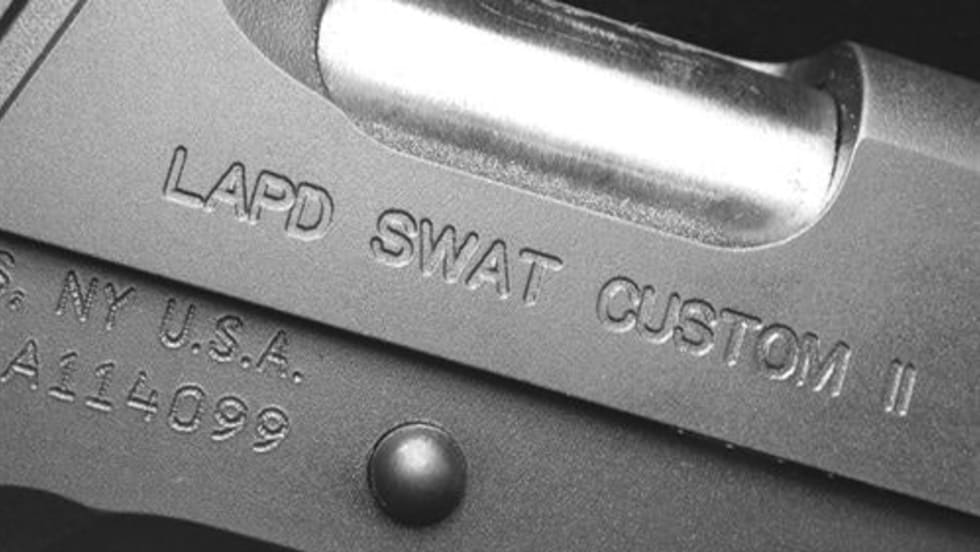 LAPD SWAT CUSTOM II
S. NY U.S.A.
A114099